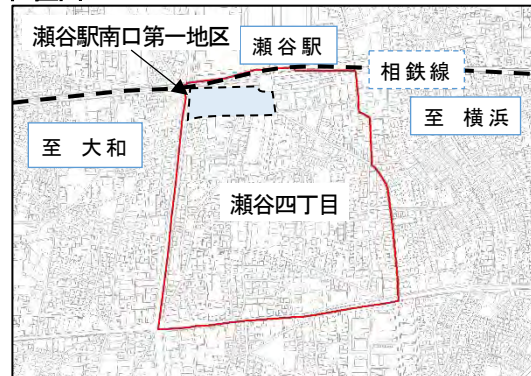 瀬谷駅南口第一地区
瀬谷駅
相鉄線
至 大和
至 横浜
瀬谷四丁目